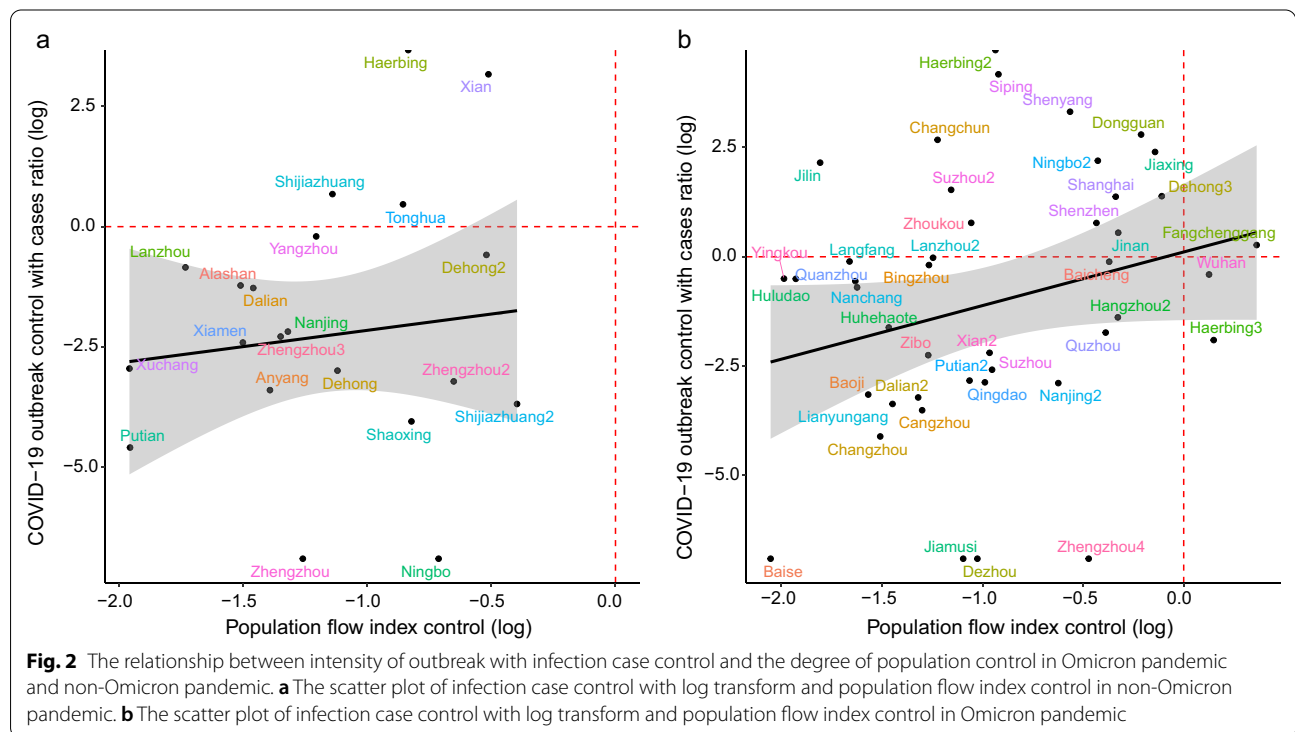 a
COVID−19 outbreak control with cases ratio (log)
2.5
0.0
−2.5
−5.0
Haerbing
Xian
Shijiazhuang
Tonghua
Yangzhou
Lanzhou
Dehong2
Alashan
Dalian
Xiamen
Nanjing
Zhengzhou3
Xuchang
Anyang
Dehong
Zhengzhou2
Shijiazhuang2
Putian
Shaoxing
Zhengzhou
Ningbo
−2.0
−1.5
−1.0
−0.5
0.0
Population flow index control (log)
b
COVID−19 outbreak control with cases ratio (log)
2.5
0.0
−2.5
−5.0
Haerbing2
Siping
Shenyang
Dongguan
Changchun
Jilin
Ningbo2
Jiaxing
Suzhou2
Shanghai
Dehong3
Zhoukou
Shenzhen
Fangchenggang
Yingkou
Langfang
Lanzhou2
Jinan
Quanzhou
Bingzhou
Baicheng
Wuhan
Huludao
Nanchang
Huhehaote
Hangzhou2
Haerbing3
Zibo
Xian2
Quzhou
Putian2
Suzhou
Baoji
Dalian2
Qingdao
Nanjing2
Lianyungang
Cangzhou
Changzhou
Jiamusi
Zhengzhou4
Baise
Dezhou
−2.0
−1.5
−1.0
−0.5
0.0
Population flow index control (log)
Fig. 2 The relationship between intensity of outbreak with infection case control and the degree of population control in Omicron pandemic
and non-Omicron pandemic. a The scatter plot of infection case control with log transform and population flow index control in non-Omicron
pandemic. b The scatter plot of infection case control with log transform and population flow index control in Omicron pandemic